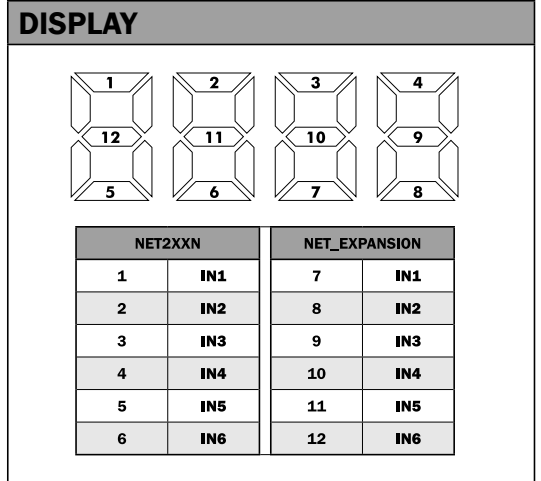 DISPLAY
1 2 3 4
12 11 10 9
5 6 7 8
NET2XXN NET_EXPANSION
1 IN1 7 IN1
2 IN2 8 IN2
3 IN3 9 IN3
4 IN4 10 IN4
5 IN5 11 IN5
6 IN6 12 IN6